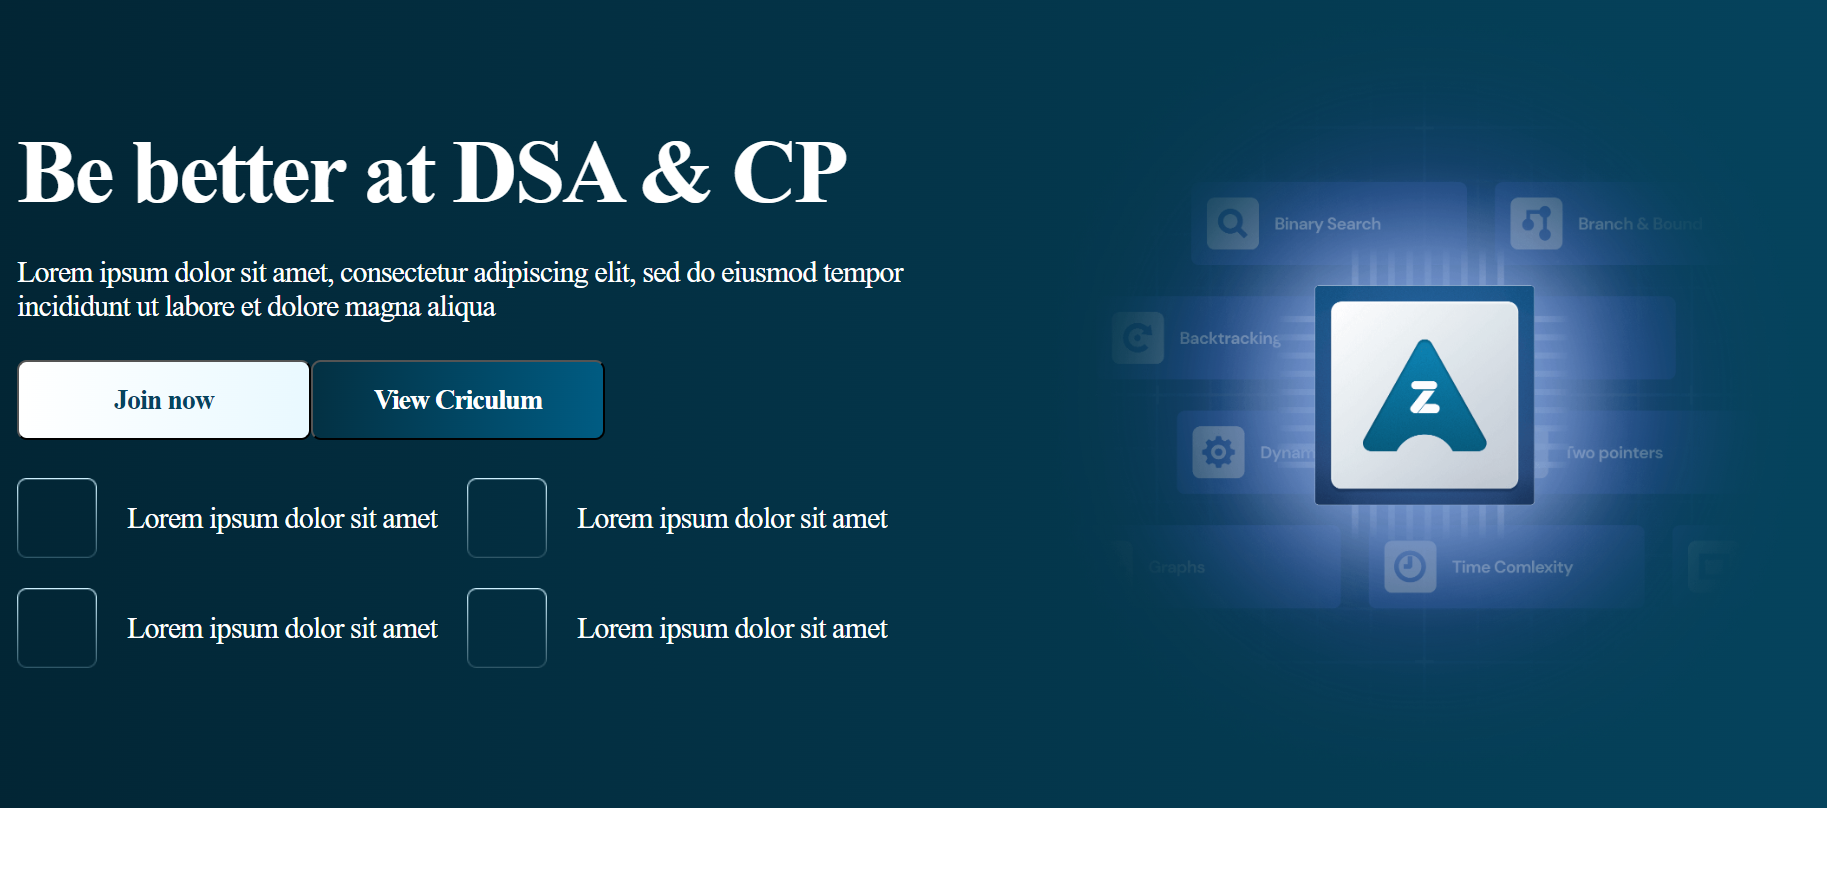 Be better at DSA & CP
Lorem ipsum dolor sit amet, consectetur adipiscing elit, sed do eiusmod tempor
incididunt ut labore et dolore magna aliqua
Join now
View Criculum
Lorem ipsum dolor sit amet
Lorem ipsum dolor sit amet
Lorem ipsum dolor sit amet
Lorem ipsum dolor sit amet
Binary Search
Branch & Bound
Backtracking
AZ
Dynam
Two pointers
Graphs
Time Comlexity